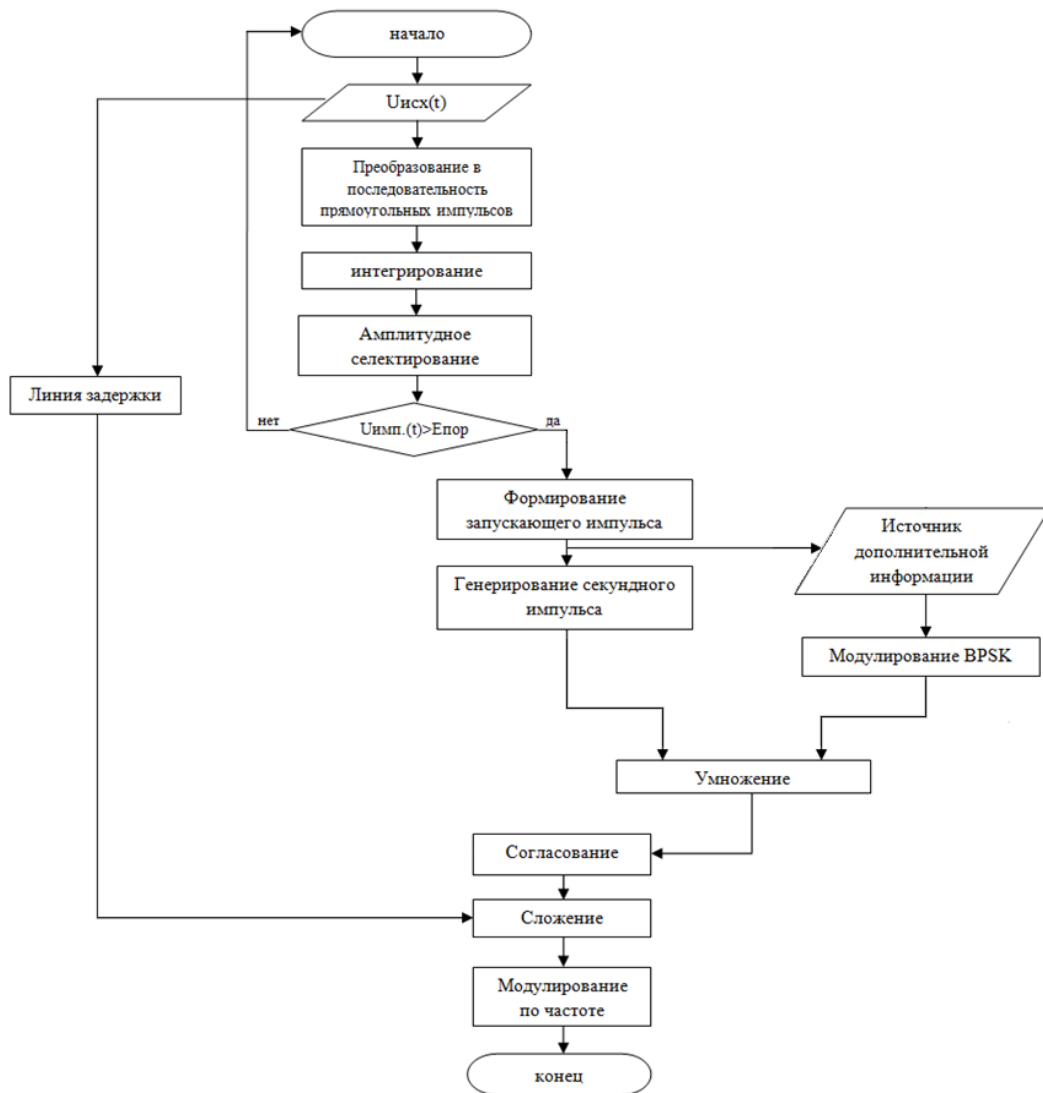 начало
Uисх(t)
Преобразование в
последовательность
прямоугольных импульсов
интегрирование
Амплитудное
селектирование
Линия задержки
нет
Uимп.(t)>Епор
да
Формирование
запускающего импульса
Источник
дополнительной
информации
Генерирование секундного
импульса
Модулирование BPSK
Умножение
Согласование
Сложение
Модулирование
по частоте
конец